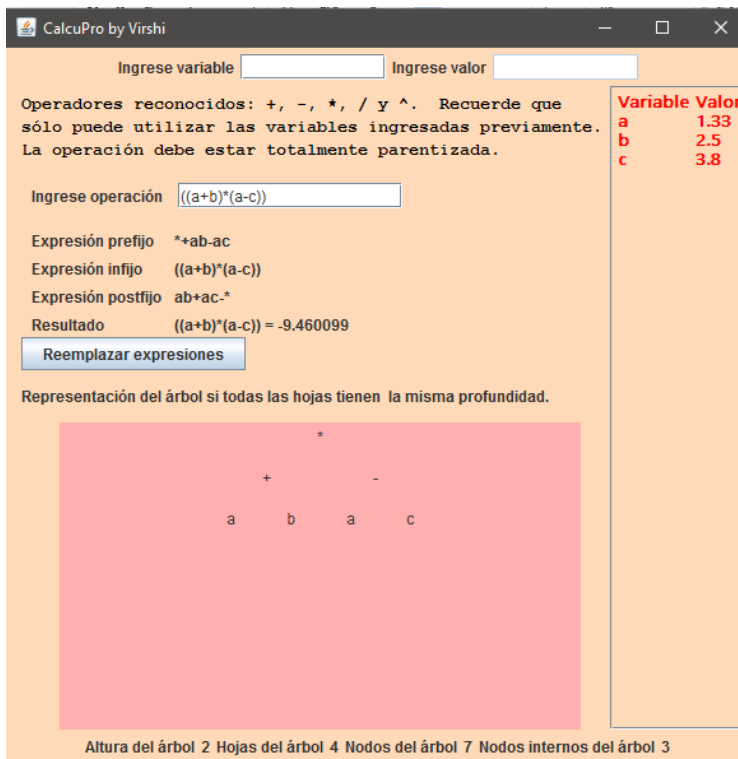 CalcuPro by Virshi
Ingrese variable Ingrese valor
Operadores reconocidos: +, -, *, / y ^. Recuerde que
sólo puede utilizar las variables ingresadas previamente.
La operación debe estar totalmente parentizada.
Variable Valor
a 1.33
b 2.5
c 3.8
Ingrese operación ((a+b)*(a-c))
Expresión prefijo *+ab-ac
Expresión infijo ((a+b)*(a-c))
Expresión postfijo ab+ac-*
Resultado ((a+b)*(a-c)) = -9.460099
Reemplazar expresiones
Representación del árbol si todas las hojas tienen la misma profundidad.
*
+ -
a b a c
Altura del árbol 2 Hojas del árbol 4 Nodos del árbol 7 Nodos internos del árbol 3